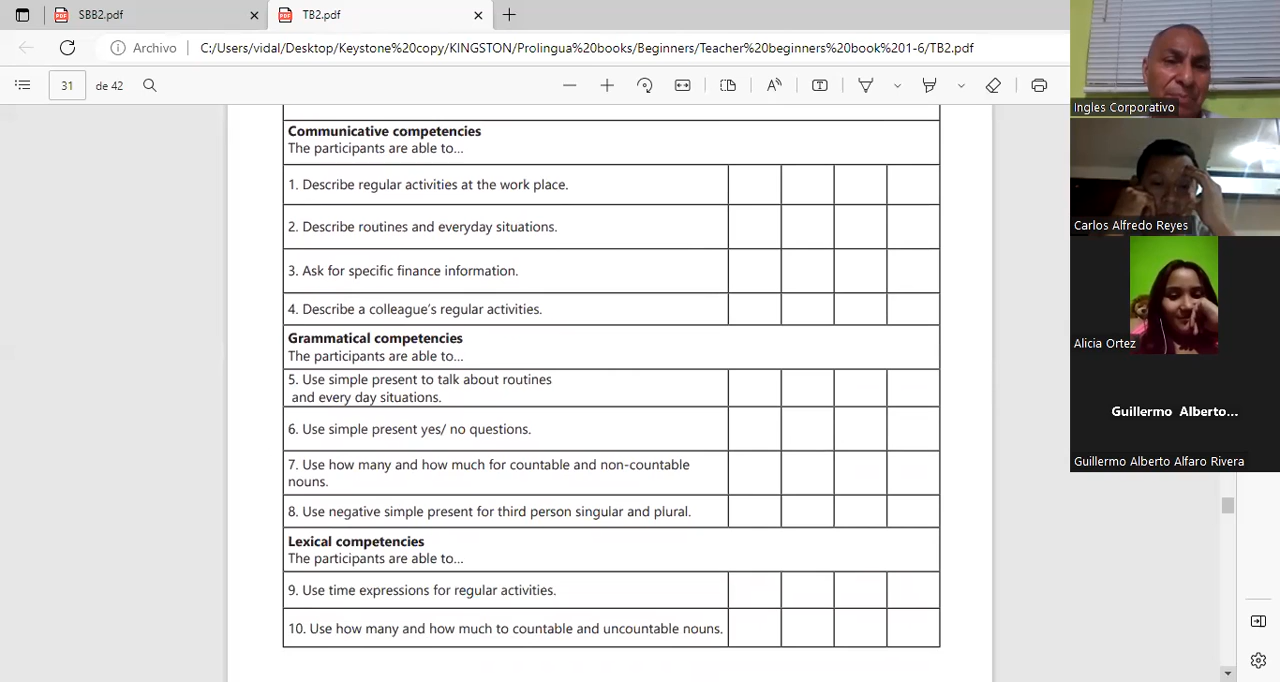 SBB2.pdf
TB2.pdf
Archivo
C:/Users/vidal/Desktop/Keystone%20copy/KINGSTON/Prolingua%20books/Beginners/Teacher%20beginners%20book%201-6/TB2.pdf
31
de 42
Communicative competencies
The participants are able to...
1. Describe regular activities at the work place.
2. Describe routines and everyday situations.
3. Ask for specific finance information.
4. Describe a colleague's regular activities.
Grammatical competencies
The participants are able to...
5. Use simple present to talk about routines
and every day situations.
6. Use simple present yes/ no questions.
7. Use how many and how much for countable and non-countable
nouns.
8. Use negative simple present for third person singular and plural.
Lexical competencies
The participants are able to...
9. Use time expressions for regular activities.
10. Use how many and how much to countable and uncountable nouns.
Ingles Corporativo
Carlos Alfredo Reyes
Alicia Ortez
Guillermo Alberto...
Guillermo Alberto Alfaro Rivera